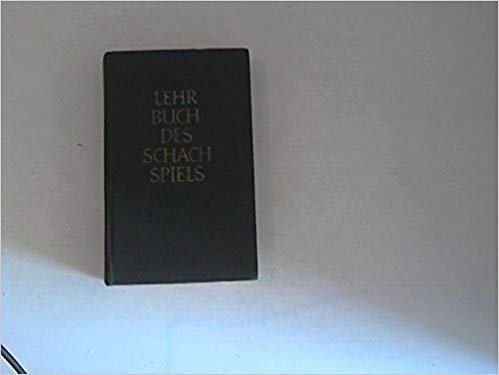 LEHR
BUCH
DES
SCHACH
SPIELS